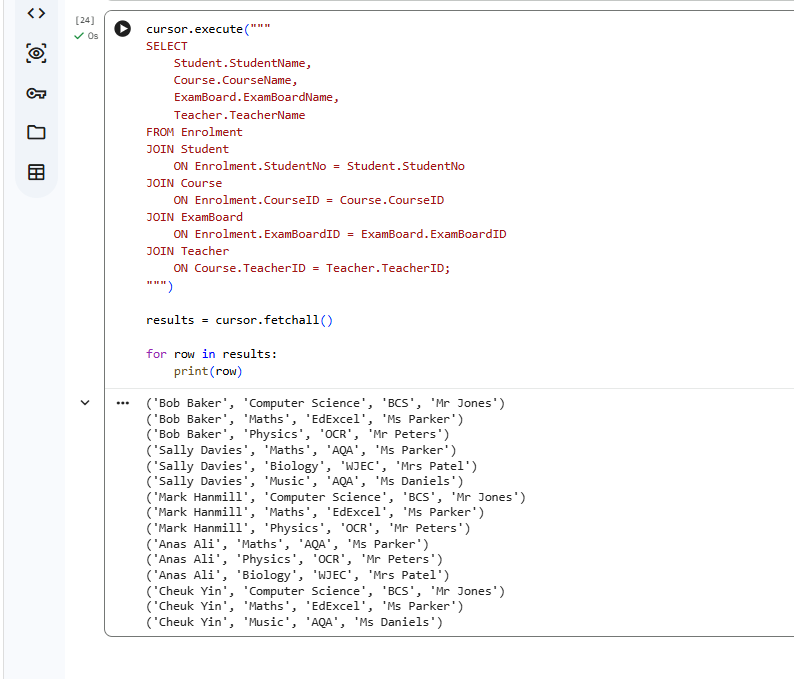 [24]
0s
cursor.execute("""
SELECT
    Student.StudentName,
    Course.CourseName,
    ExamBoard.ExamBoardName,
    Teacher.TeacherName
FROM Enrolment
JOIN Student
    ON Enrolment.StudentNo = Student.StudentNo
JOIN Course
    ON Enrolment.CourseID = Course.CourseID
JOIN ExamBoard
    ON Enrolment.ExamBoardID = ExamBoard.ExamBoardID
JOIN Teacher
    ON Course.TeacherID = Teacher.TeacherID;
""")
results = cursor.fetchall()
for row in results:
    print(row)
('Bob Baker', 'Computer Science', 'BCS', 'Mr Jones')
('Bob Baker', 'Maths', 'EdExcel', 'Ms Parker')
('Bob Baker', 'Physics', 'OCR', 'Mr Peters')
('Sally Davies', 'Maths', 'AQA', 'Ms Parker')
('Sally Davies', 'Biology', 'WJEC', 'Mrs Patel')
('Sally Davies', 'Music', 'AQA', 'Ms Daniels')
('Mark Hanmill', 'Computer Science', 'BCS', 'Mr Jones')
('Mark Hanmill', 'Maths', 'EdExcel', 'Ms Parker')
('Mark Hanmill', 'Physics', 'OCR', 'Mr Peters')
('Anas Ali', 'Maths', 'AQA', 'Ms Parker')
('Anas Ali', 'Physics', 'OCR', 'Mr Peters')
('Anas Ali', 'Biology', 'WJEC', 'Mrs Patel')
('Cheuk Yin', 'Computer Science', 'BCS', 'Mr Jones')
('Cheuk Yin', 'Maths', 'EdExcel', 'Ms Parker')
('Cheuk Yin', 'Music', 'AQA', 'Ms Daniels')